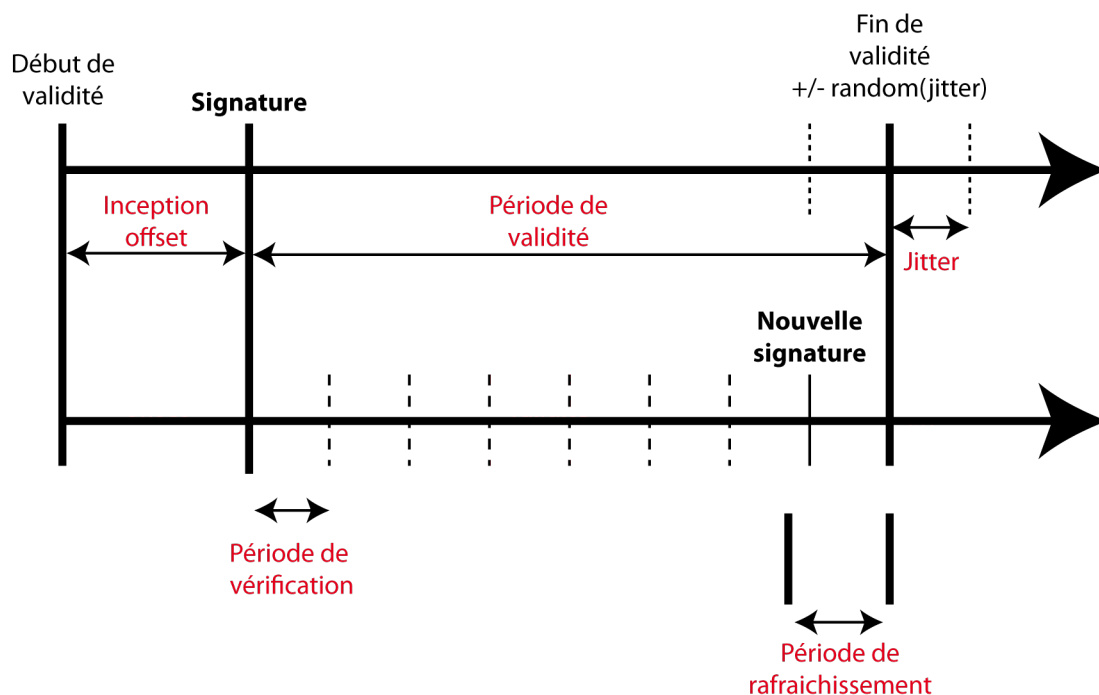 Début de
validité
Signature
Fin de
validité
+/- random(jitter)
Inception
offset
Période de
validité
Jitter
Nouvelle
signature
Période de
vérification
Période de
rafraichissement